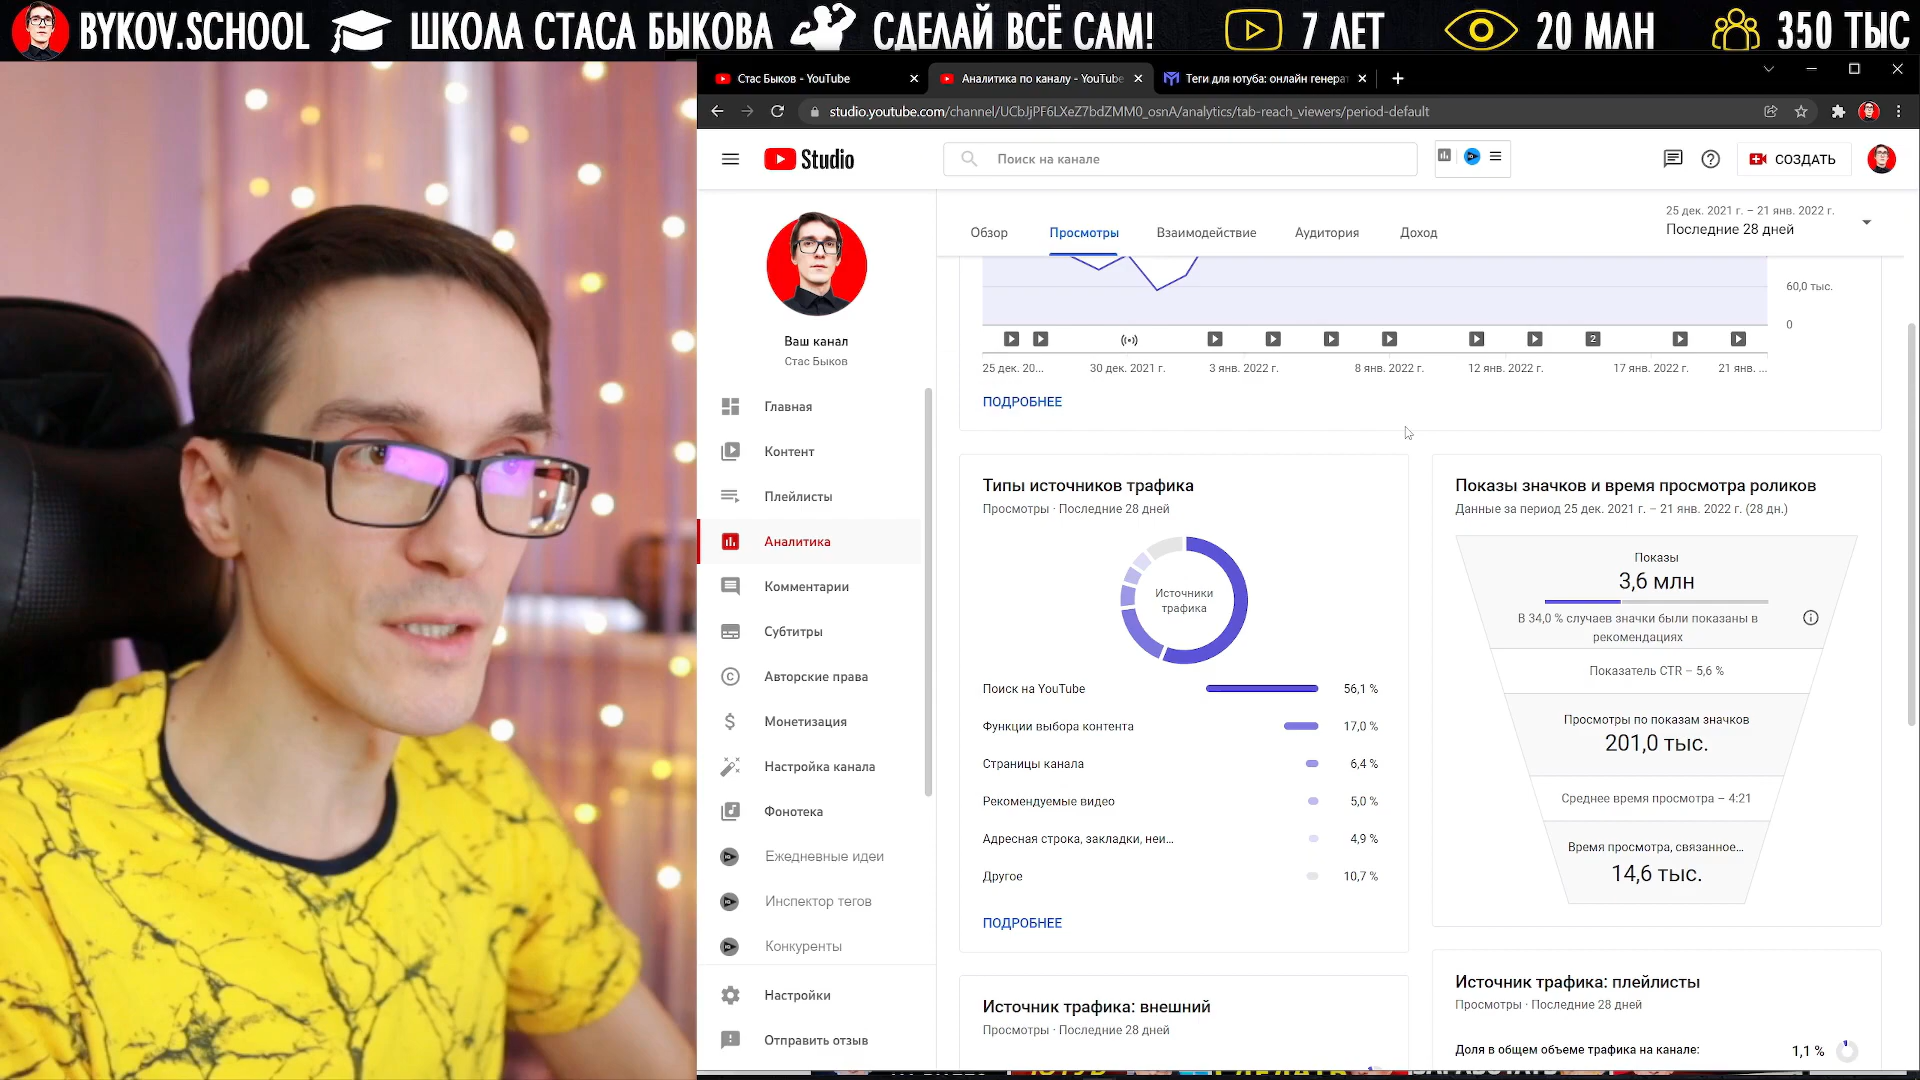 BYKOV.SCHOOL ШКОЛА СТАСА БЫКОВА СДЕЛАЙ ВСЁ САМ! 7 ЛЕТ 20 МЛН 350 ТЫС
Стас Быков - YouTube
Аналитика по каналу - YouTube
Теги для ютуба: онлайн генерат
studio.youtube.com/channel/UCbJjPF6LXeZ7bdZMM0_osnA/analytics/tab-reach_viewers/period-default
Studio
Поиск на канале
СОЗДАТЬ
Ваш канал
Стас Быков
Главная
Контент
Плейлисты
Аналитика
Комментарии
Субтитры
Авторские права
Монетизация
Настройка канала
Фонотека
Ежедневные идеи
Инспектор тегов
Конкуренты
Настройки
Отправить отзыв
Обзор
Просмотры
Взаимодействие
Аудитория
Доход
25 дек. 2021 г. – 21 янв. 2022 г.
Последние 28 дней
60,0 тыс.
0
2
25 дек. 20... 30 дек. 2021 г. 3 янв. 2022 г. 8 янв. 2022 г. 12 янв. 2022 г. 17 янв. 2022 г. 21 янв. ...
ПОДРОБНЕЕ
Типы источников трафика
Просмотры · Последние 28 дней
Источники
трафика
Поиск на YouTube 56,1 %
Функции выбора контента 17,0 %
Страницы канала 6,4 %
Рекомендуемые видео 5,0 %
Адресная строка, закладки, неи... 4,9 %
Другое 10,7 %
ПОДРОБНЕЕ
Показы значков и время просмотра роликов
Данные за период 25 дек. 2021 г. – 21 янв. 2022 г. (28 дн.)
Показы
3,6 млн
В 34,0 % случаев значки были показаны в
рекомендациях
Показатель CTR – 5,6 %
Просмотры по показам значков
201,0 тыс.
Среднее время просмотра – 4:21
Время просмотра, связанное...
14,6 тыс.
Источник трафика: внешний
Просмотры · Последние 28 дней
Источник трафика: плейлисты
Просмотры · Последние 28 дней
Доля в общем объеме трафика на канале: 1,1 %